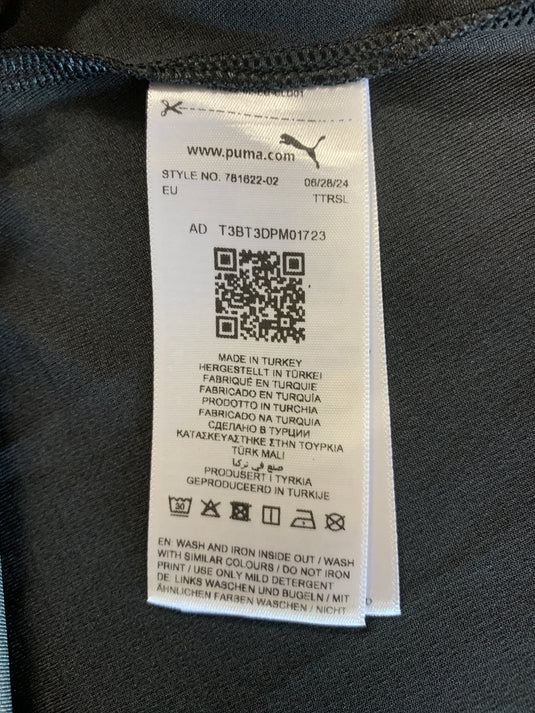 www.puma.com
STYLE NO. 781622-02 06/28/24
EU TTRSL
AD T3BT3DPM01723
MADE IN TURKEY
HERGESTELLT IN TÜRKEI
FABRIQUÉ EN TURQUIE
FABRICADO EN TURQUÍA
PRODOTTO IN TURCHIA
FABRICADO NA TURQUIA
СДЕЛАНО В ТУРЦИИ
ΚΑΤΑΣΚΕΥΑΣΤΗΚΕ ΣΤΗΝ ΤΟΥΡΚΙΑ
TÜRK MALI
صنع في تركيا
PRODUSERT I TYRKIA
GEPRODUCEERD IN TURKIJE
30
EN: WASH AND IRON INSIDE OUT / WASH
WITH SIMILAR COLOURS / DO NOT IRON
PRINT / USE ONLY MILD DETERGENT
DE: LINKS WASCHEN UND BÜGELN / MIT
ÄHNLICHEN FARBEN WASCHEN / NICHT